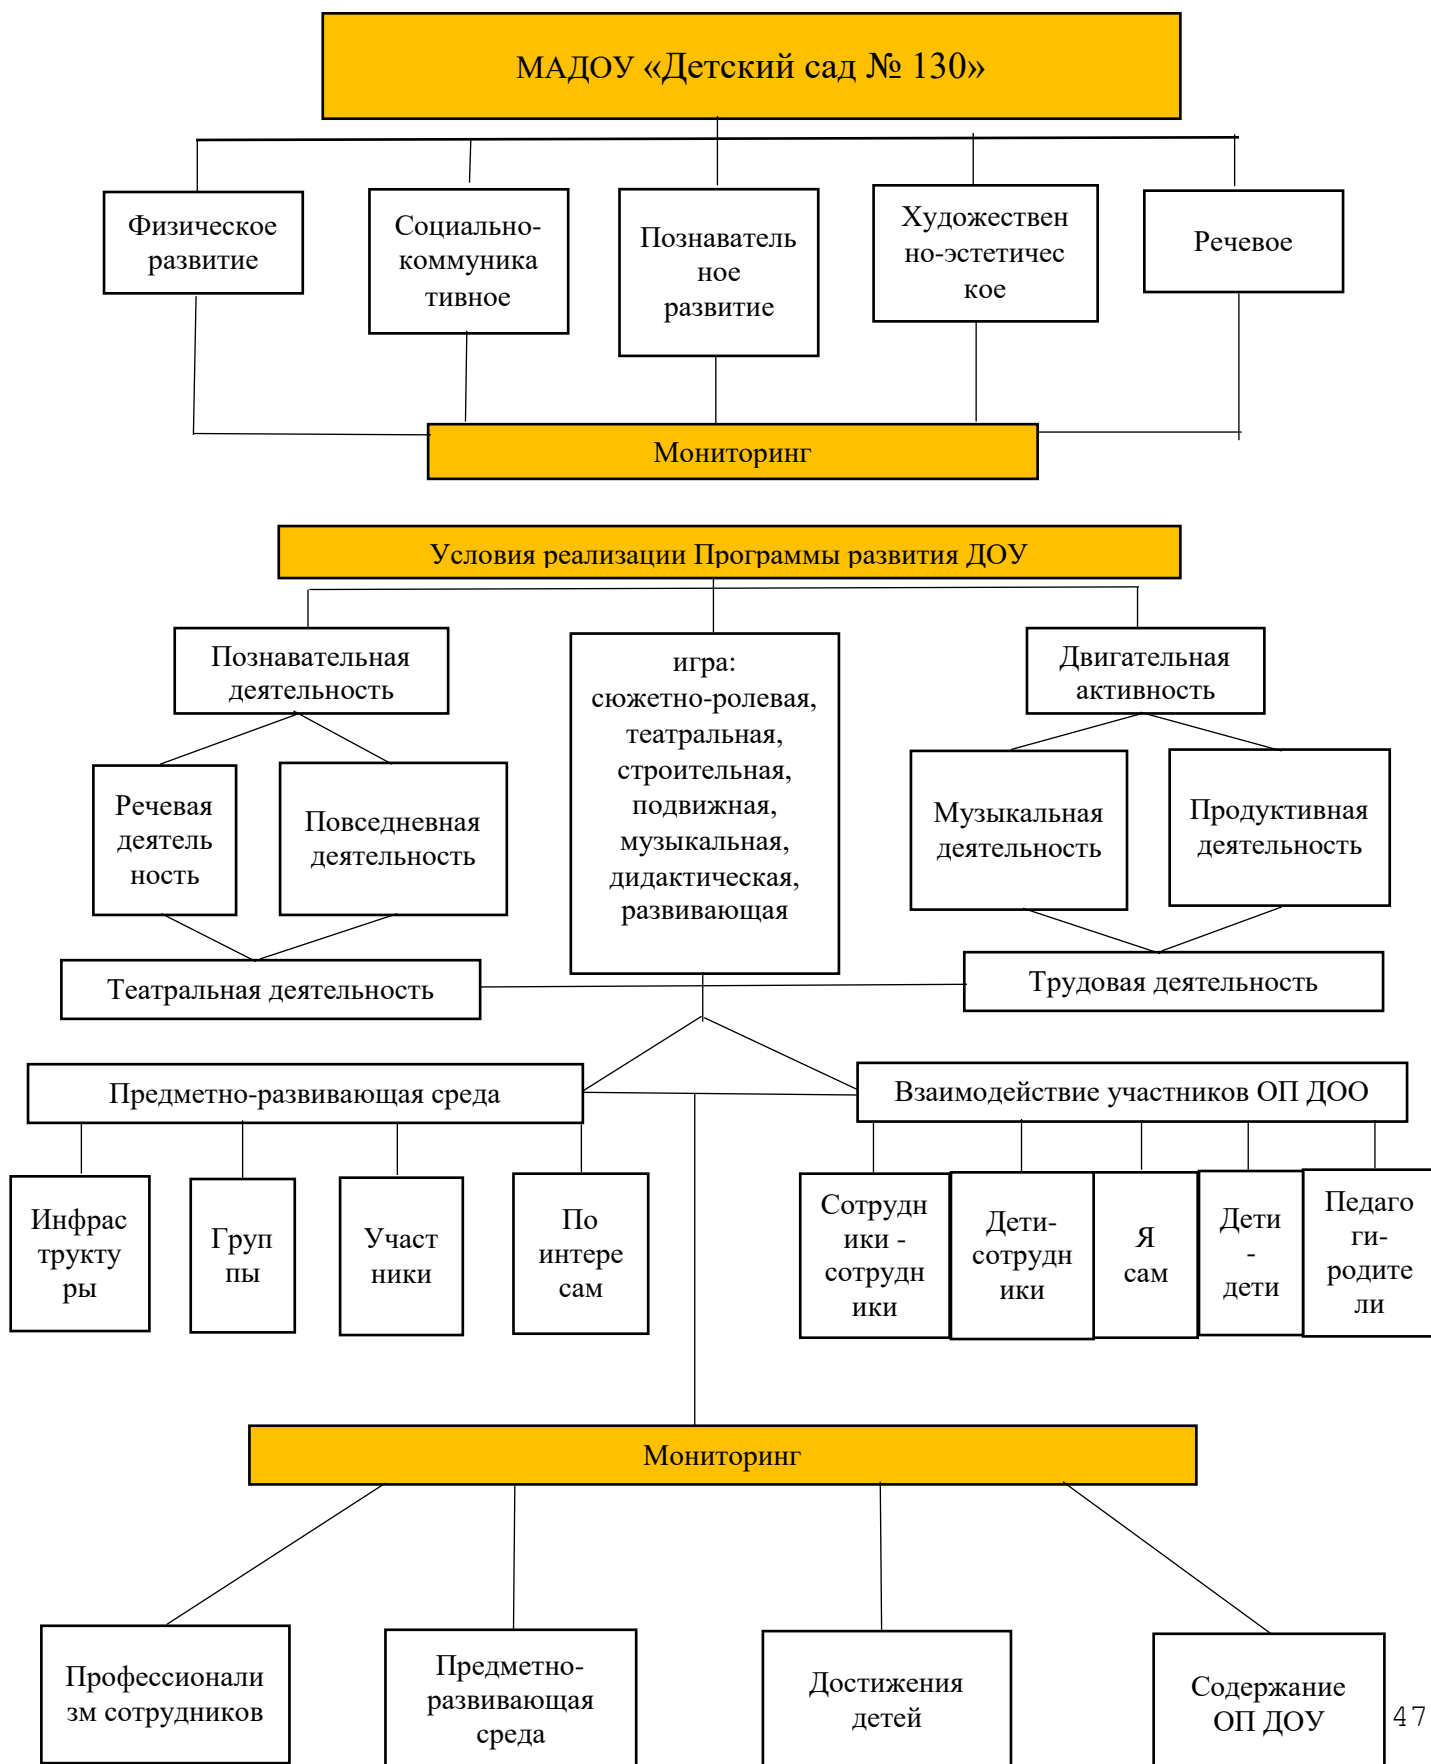 МАДОУ «Детский сад № 130»
Физическое
развитие
Социально-
коммуника
тивное
Познаватель
ное
развитие
Художествен
но-эстетичес
кое
Речевое
Мониторинг
Условия реализации Программы развития ДОУ
Познавательная
деятельность
игра:
сюжетно-ролевая,
театральная,
строительная,
подвижная,
музыкальная,
дидактическая,
развивающая
Двигательная
активность
Речевая
деятель
ность
Повседневная
деятельность
Музыкальная
деятельность
Продуктивная
деятельность
Театральная деятельность
Трудовая деятельность
Предметно-развивающая среда
Взаимодействие участников ОП ДОО
Инфрас
трукту
ры
Груп
пы
Участ
ники
По
интере
сам
Сотрудн
ики -
сотрудн
ики
Дети-
сотрудн
ики
Я
сам
Дети
-
дети
Педаго
ги-
родите
ли
Мониторинг
Профессионали
зм сотрудников
Предметно-
развивающая
среда
Достижения
детей
Содержание
ОП ДОУ
47